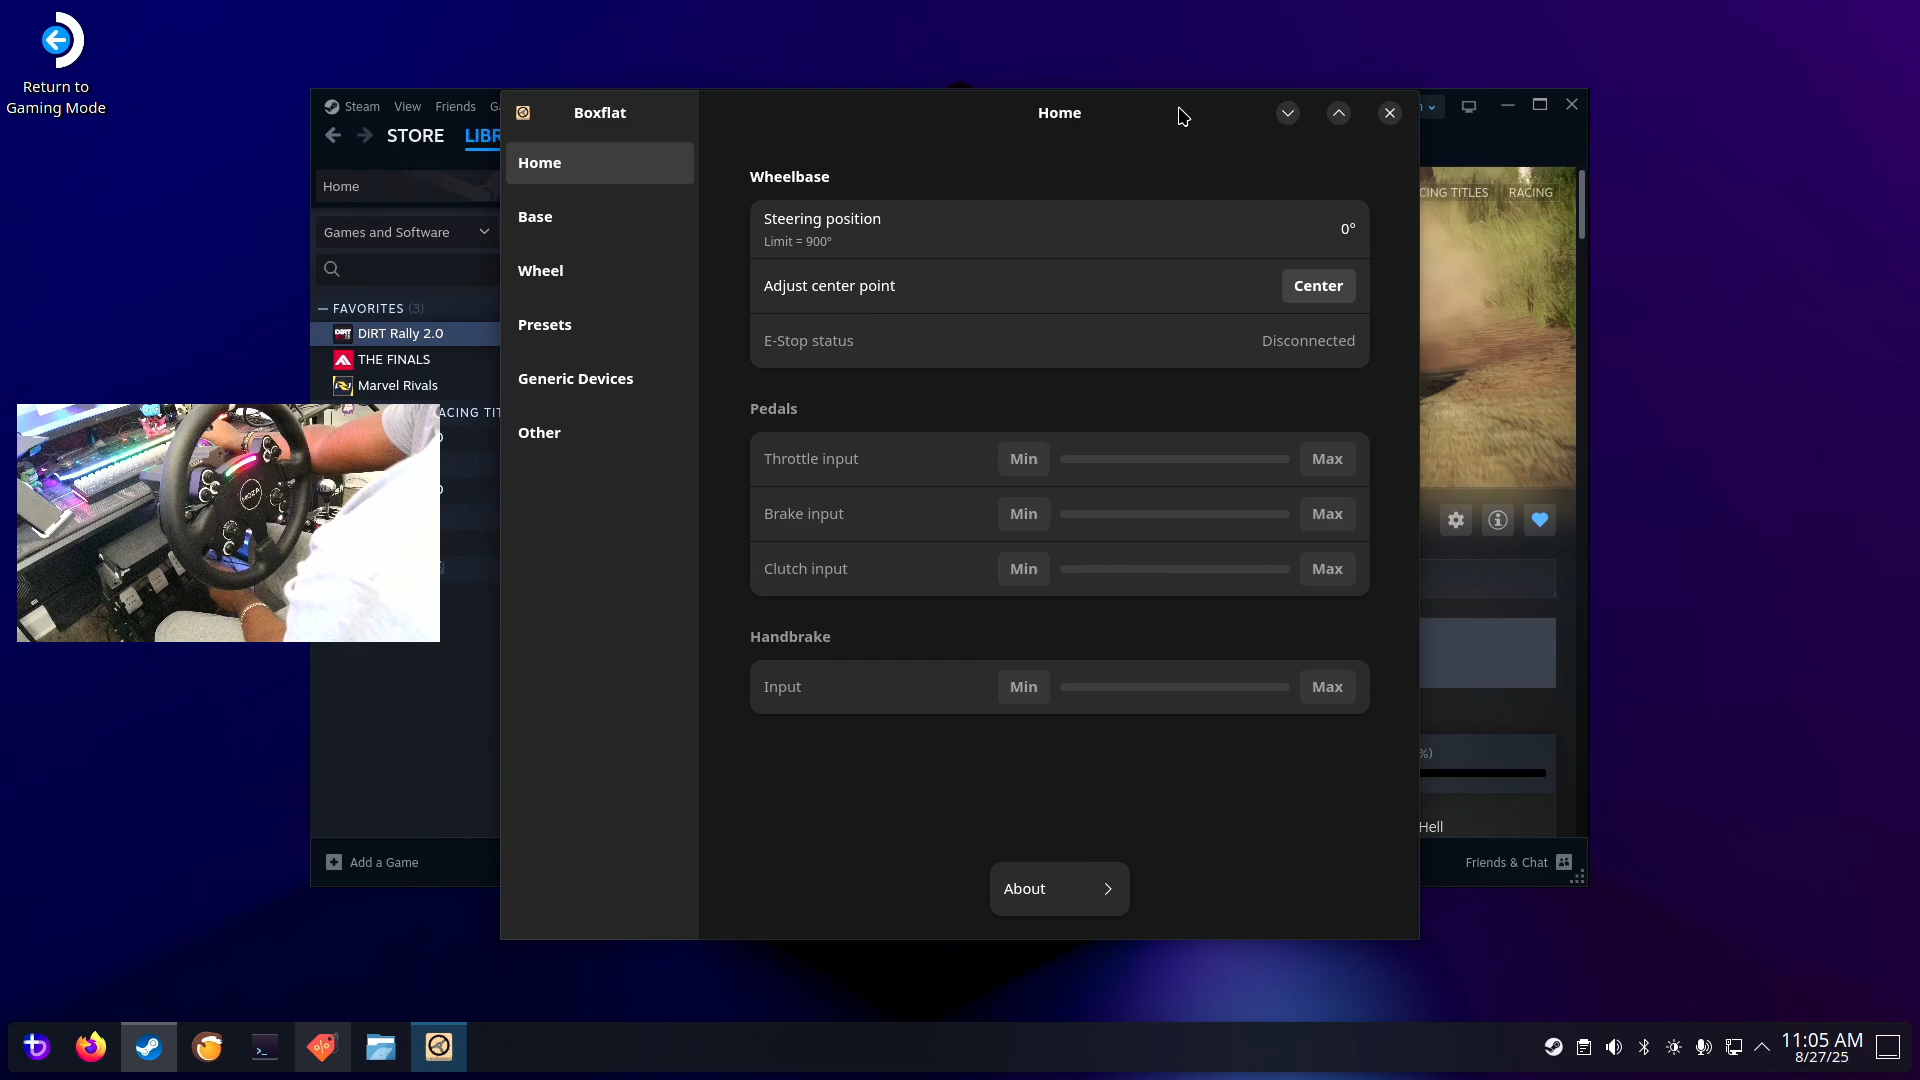 Return to
Gaming Mode
Steam View Friends
STORE
Home
Games and Software
FAVORITES (3)
DiRT Rally 2.0
THE FINALS
Marvel Rivals
Add a Game
MOZA
Boxflat
Home
Base
Wheel
Presets
Generic Devices
Other
Home
Wheelbase
Steering position
Limit = 900°
0°
Adjust center point
Center
E-Stop status
Disconnected
Pedals
Throttle input
Min
Max
Brake input
Min
Max
Clutch input
Min
Max
Handbrake
Input
Min
Max
About
CING TITLES RACING
%)
Hell
Friends & Chat
11:05 AM
8/27/25